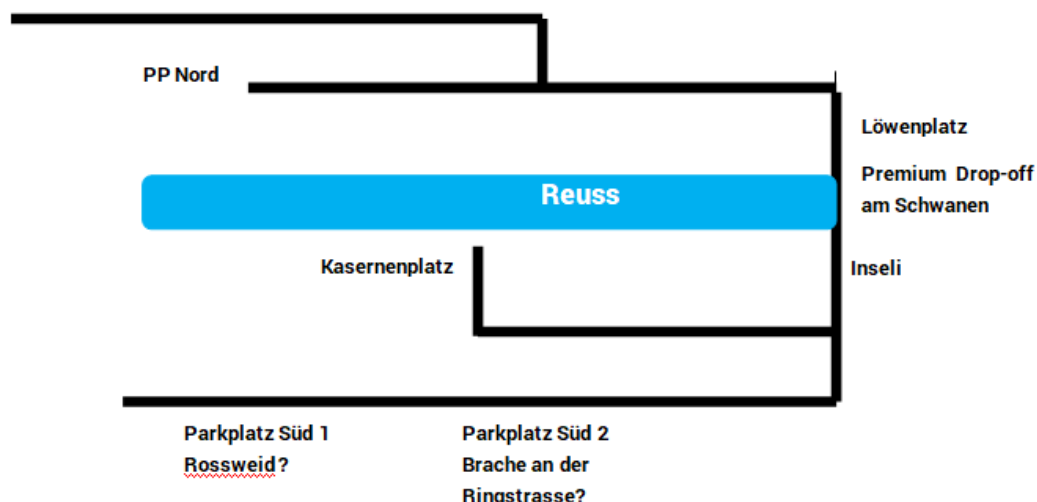 PP Nord
Löwenplatz
Premium Drop-off
am Schwanen
Reuss
Kasernenplatz
Inseli
Parkplatz Süd 1
Rossweid?
Parkplatz Süd 2
Brache an der
Ringstrasse?